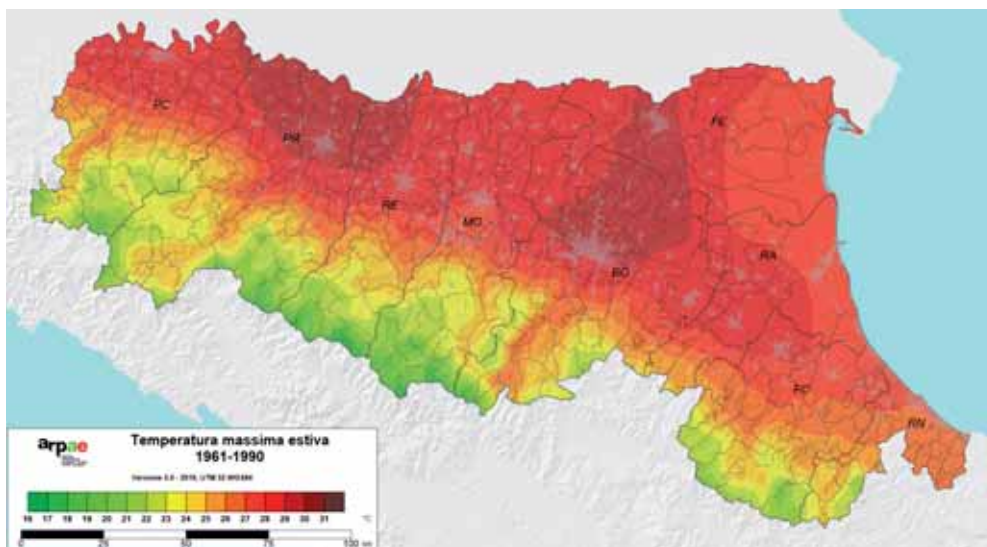 PC
PR
RE
MO
BO
FE
RA
FC
RN
arpae
Temperatura massima estiva
1961-1990
16 17 18 19 20 21 22 23 24 25 26 27 28 29 30 31 °C
0 25 50 75 100 km